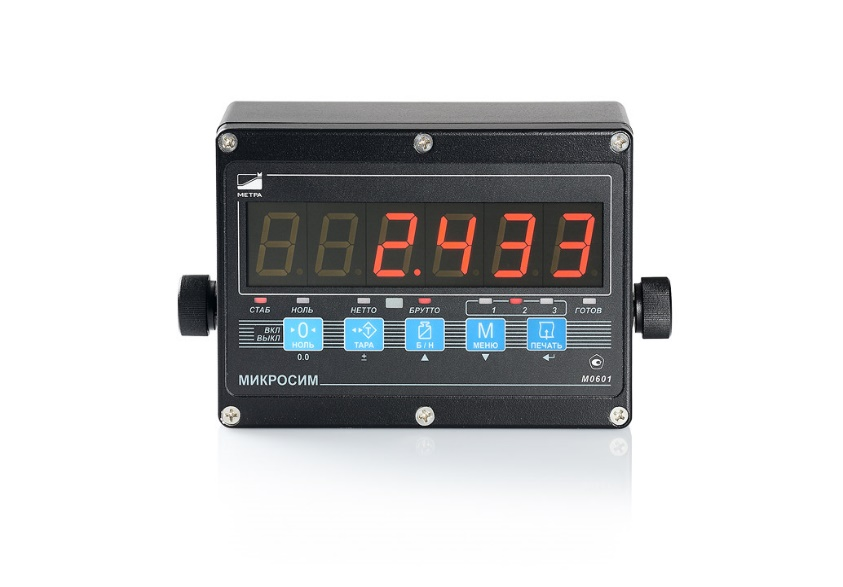 МЕТРА
2.433
СТАБ НОЛЬ НЕТТО БРУТТО 1 2 3 ГОТОВ
ВКЛ
ВЫКЛ
0 T М
НОЛЬ ТАРА Б / Н МЕНЮ ПЕЧАТЬ
0.0 ±
МИКРОСИМ М0601